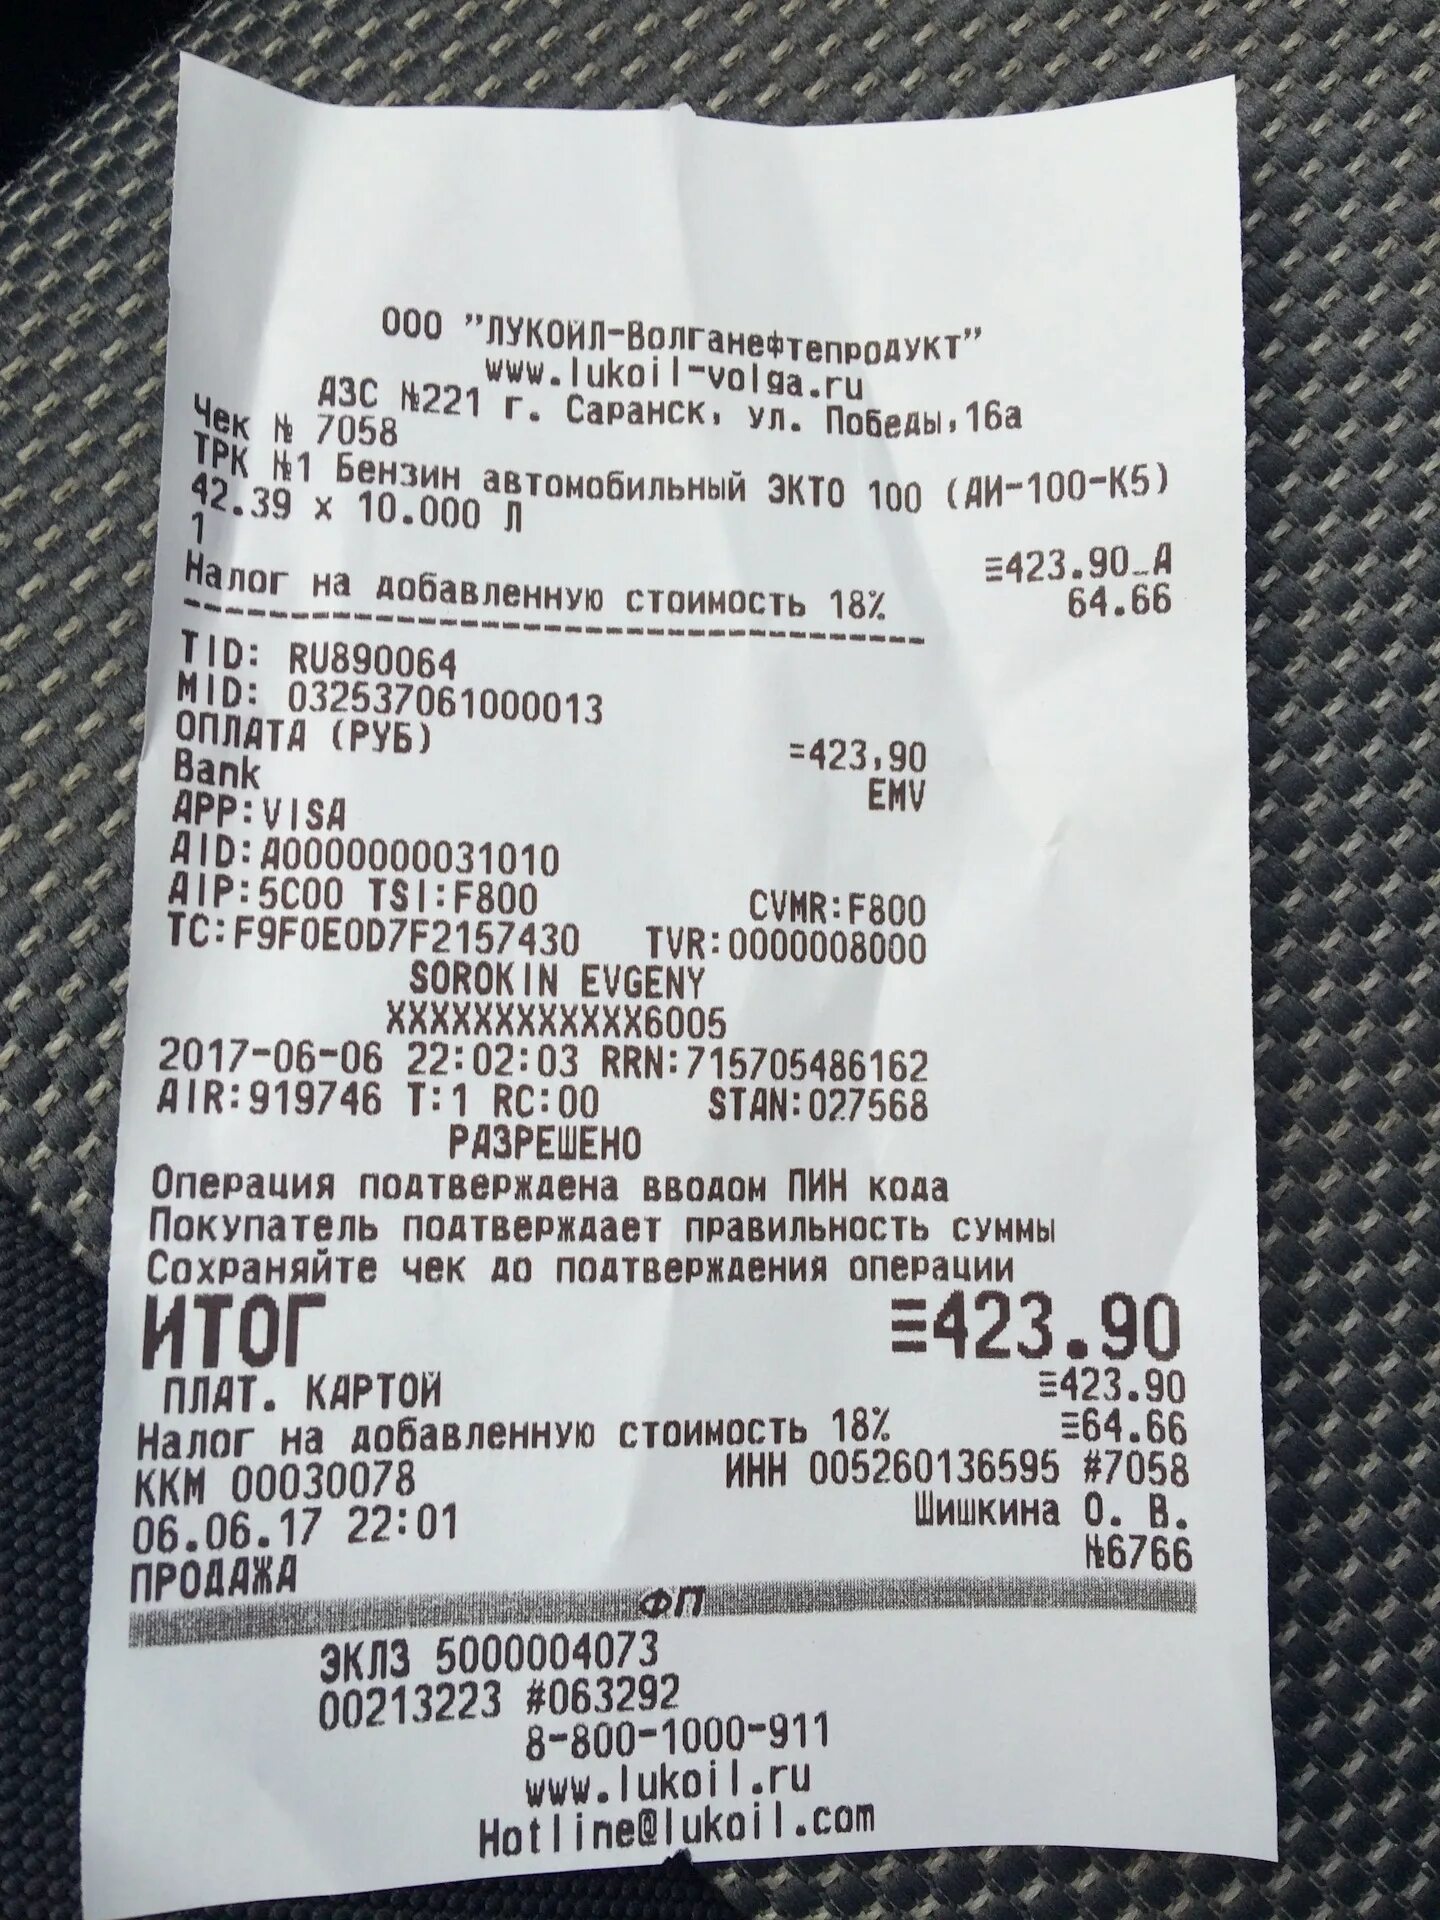 ООО "ЛУКОЙЛ-Волганефтепродукт"
www.lukoil-volga.ru
АЗС №221 г. Саранск, ул. Победы,16а
Чек № 7058
ТРК №1 Бензин автомобильный ЭКТО 100 (АИ-100-К5)
42.39 x 10.000 Л
1 ≡423.90_А
Налог на добавленную стоимость 18% 64.66
--------------------------------------------
TID: RU890064
MID: 032537061000013
ОПЛАТА (РУБ) =423,90
Bank EMV
APP:VISA
AID:A0000000031010
AIP:5C00 TSI:F800 CVMR:F800
TC:F9F0E0D7F2157430 TVR:0000008000
SOROKIN EVGENY
XXXXXXXXXXXX6005
2017-06-06 22:02:03 RRN:715705486162
AIR:919746 T:1 RC:00 STAN:027568
РАЗРЕШЕНО
Операция подтверждена вводом ПИН кода
Покупатель подтверждает правильность суммы
Сохраняйте чек до подтверждения операции
ИТОГ ≡423.90
ПЛАТ. КАРТОЙ ≡423.90
Налог на добавленную стоимость 18% ≡64.66
ККМ 00030078 ИНН 005260136595 #7058
06.06.17 22:01 Шишкина О. В.
ПРОДАЖА №6766
ФП
ЭКЛЗ 5000004073
00213223 #063292
8-800-1000-911
www.lukoil.ru
Hotline@lukoil.com